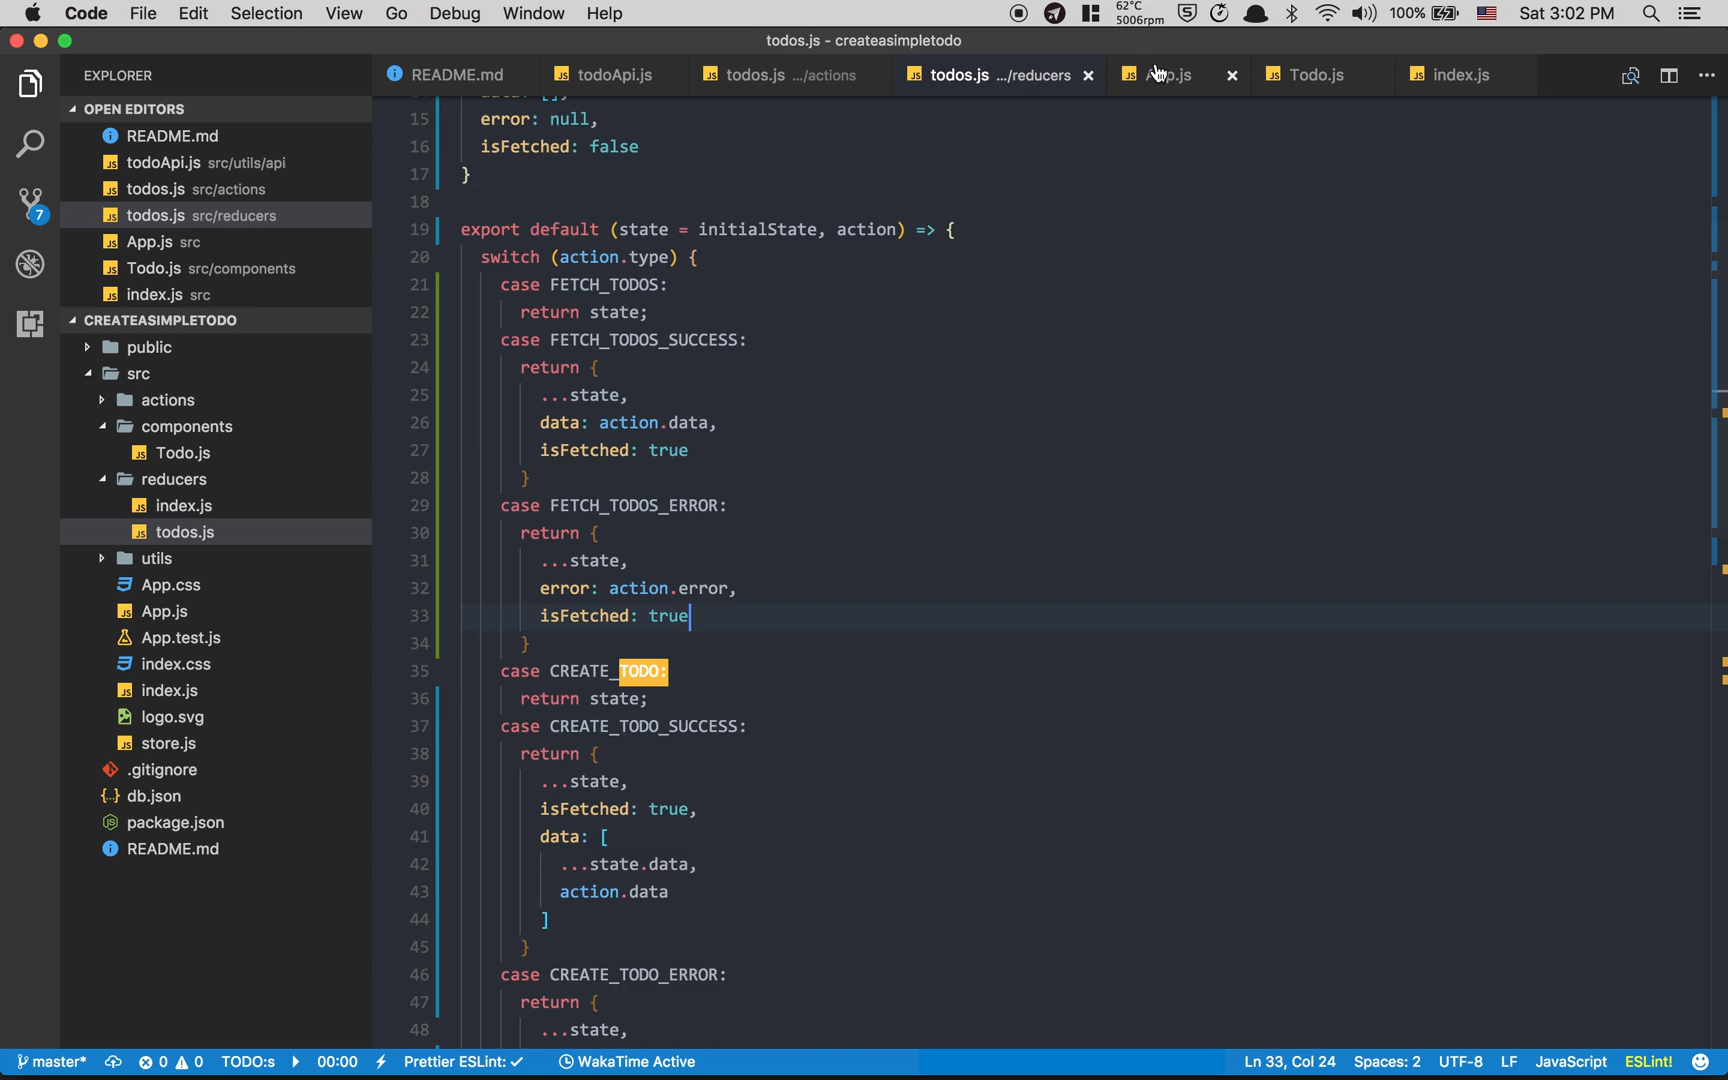 Code File Edit Selection View Go Debug Window Help 62°C 5006rpm 100% Sat 3:02 PM
todos.js - createasimpletodo
EXPLORER README.md todoApi.js todos.js .../actions todos.js .../reducers App.js Todo.js index.js
OPEN EDITORS
README.md
todoApi.js src/utils/api
todos.js src/actions
todos.js src/reducers
App.js src
Todo.js src/components
index.js src
CREATEASIMPLETODO
public
src
actions
components
Todo.js
reducers
index.js
todos.js
utils
App.css
App.js
App.test.js
index.css
index.js
logo.svg
store.js
.gitignore
db.json
package.json
README.md
7
15 error: null,
16 isFetched: false
17 }
18
19 export default (state = initialState, action) => {
20 switch (action.type) {
21 case FETCH_TODOS:
22 return state;
23 case FETCH_TODOS_SUCCESS:
24 return {
25 ...state,
26 data: action.data,
27 isFetched: true
28 }
29 case FETCH_TODOS_ERROR:
30 return {
31 ...state,
32 error: action.error,
33 isFetched: true
34 }
35 case CREATE_TODO:
36 return state;
37 case CREATE_TODO_SUCCESS:
38 return {
39 ...state,
40 isFetched: true,
41 data: [
42 ...state.data,
43 action.data
44 ]
45 }
46 case CREATE_TODO_ERROR:
47 return {
48 ...state,
master* 0 0 TODO:s 00:00 Prettier ESLint: ✓ WakaTime Active Ln 33, Col 24 Spaces: 2 UTF-8 LF JavaScript ESLint!